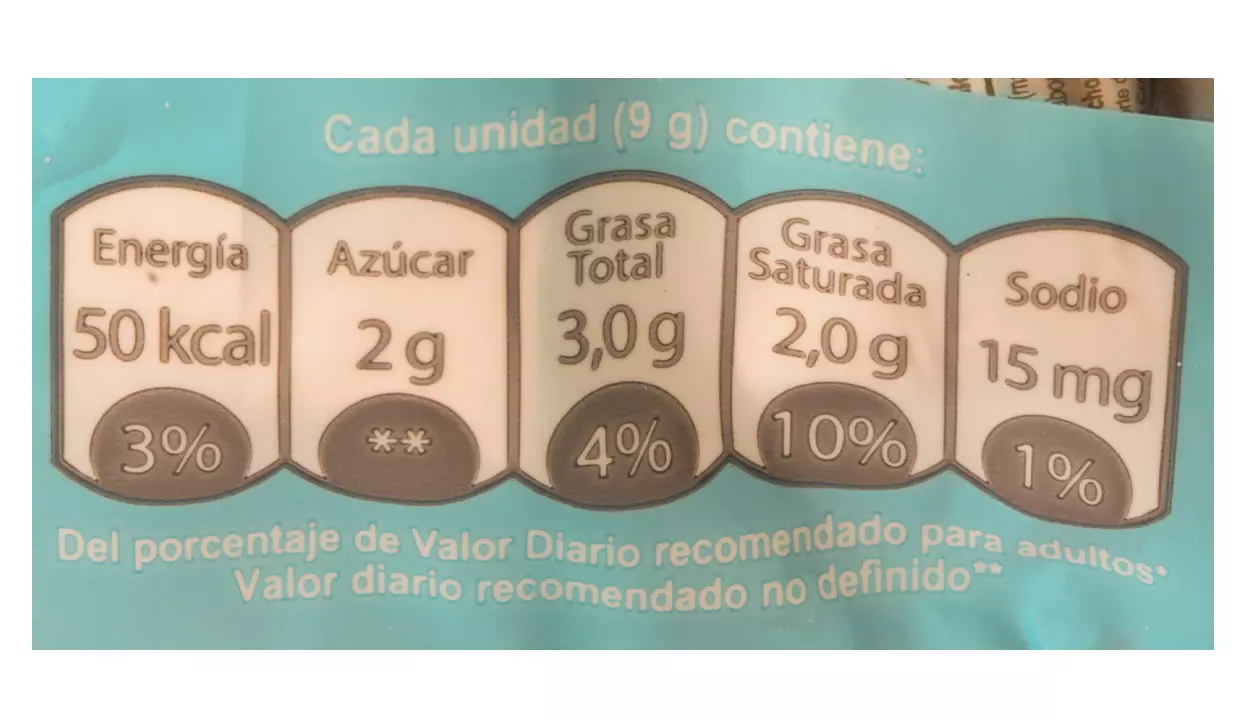 Cada unidad (9 g) contiene:
Energía
50 kcal
3%
Azúcar
2 g
**
Grasa
Total
3,0 g
4%
Grasa
Saturada
2,0 g
10%
Sodio
15 mg
1%
Del porcentaje de Valor Diario recomendado para adultos*
Valor diario recomendado no definido**